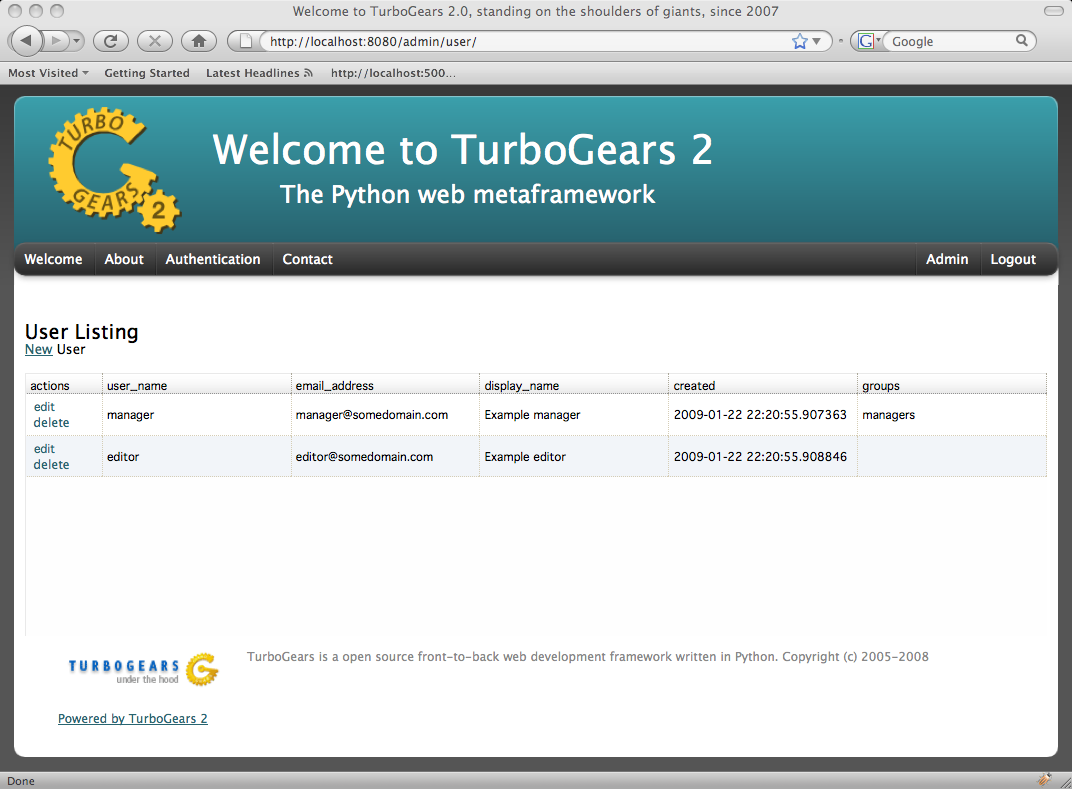 Welcome to TurboGears 2.0, standing on the shoulders of giants, since 2007
http://localhost:8080/admin/user/
G Google
Most Visited Getting Started Latest Headlines http://localhost:500...
TURBO GEARS 2
Welcome to TurboGears 2
The Python web metaframework
Welcome About Authentication Contact Admin Logout
User Listing
New User
actions user_name email_address display_name created groups
edit
delete manager manager@somedomain.com Example manager 2009-01-22 22:20:55.907363 managers
edit
delete editor editor@somedomain.com Example editor 2009-01-22 22:20:55.908846
TURBOGEARS
under the hood
TurboGears is a open source front-to-back web development framework written in Python. Copyright (c) 2005-2008
Powered by TurboGears 2
Done